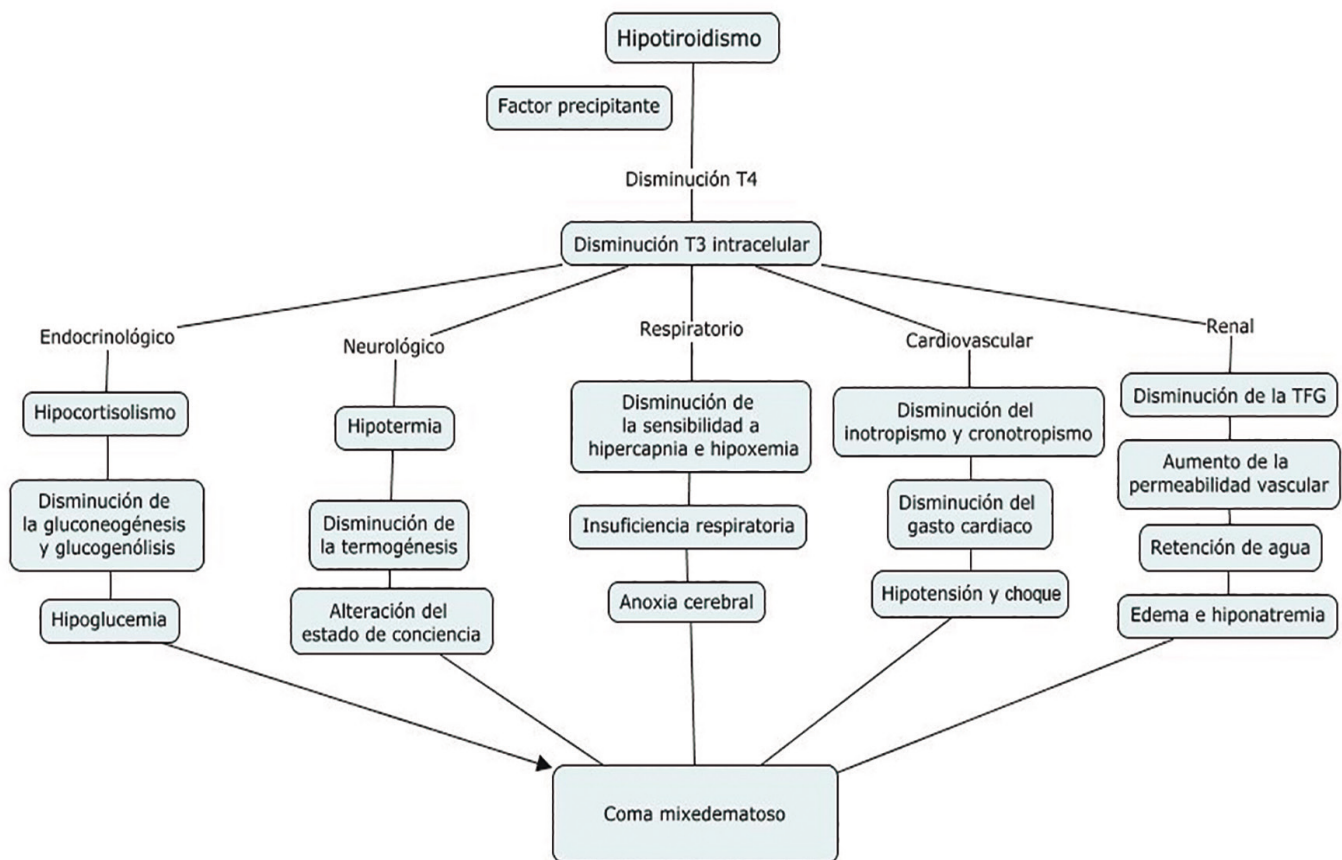 Hipotiroidismo
Factor precipitante
Disminución T4
Disminución T3 intracelular
Endocrinológico
Hipocortisolismo
Disminución de
la gluconeogénesis
y glucogenólisis
Hipoglucemia
Neurológico
Hipotermia
Disminución de
la termogénesis
Alteración del
estado de conciencia
Respiratorio
Disminución de
la sensibilidad a
hipercapnia e hipoxemia
Insuficiencia respiratoria
Anoxia cerebral
Cardiovascular
Disminución del
inotropismo y cronotropismo
Disminución del
gasto cardiaco
Hipotensión y choque
Renal
Disminución de la TFG
Aumento de la
permeabilidad vascular
Retención de agua
Edema e hiponatremia
Coma mixedematoso